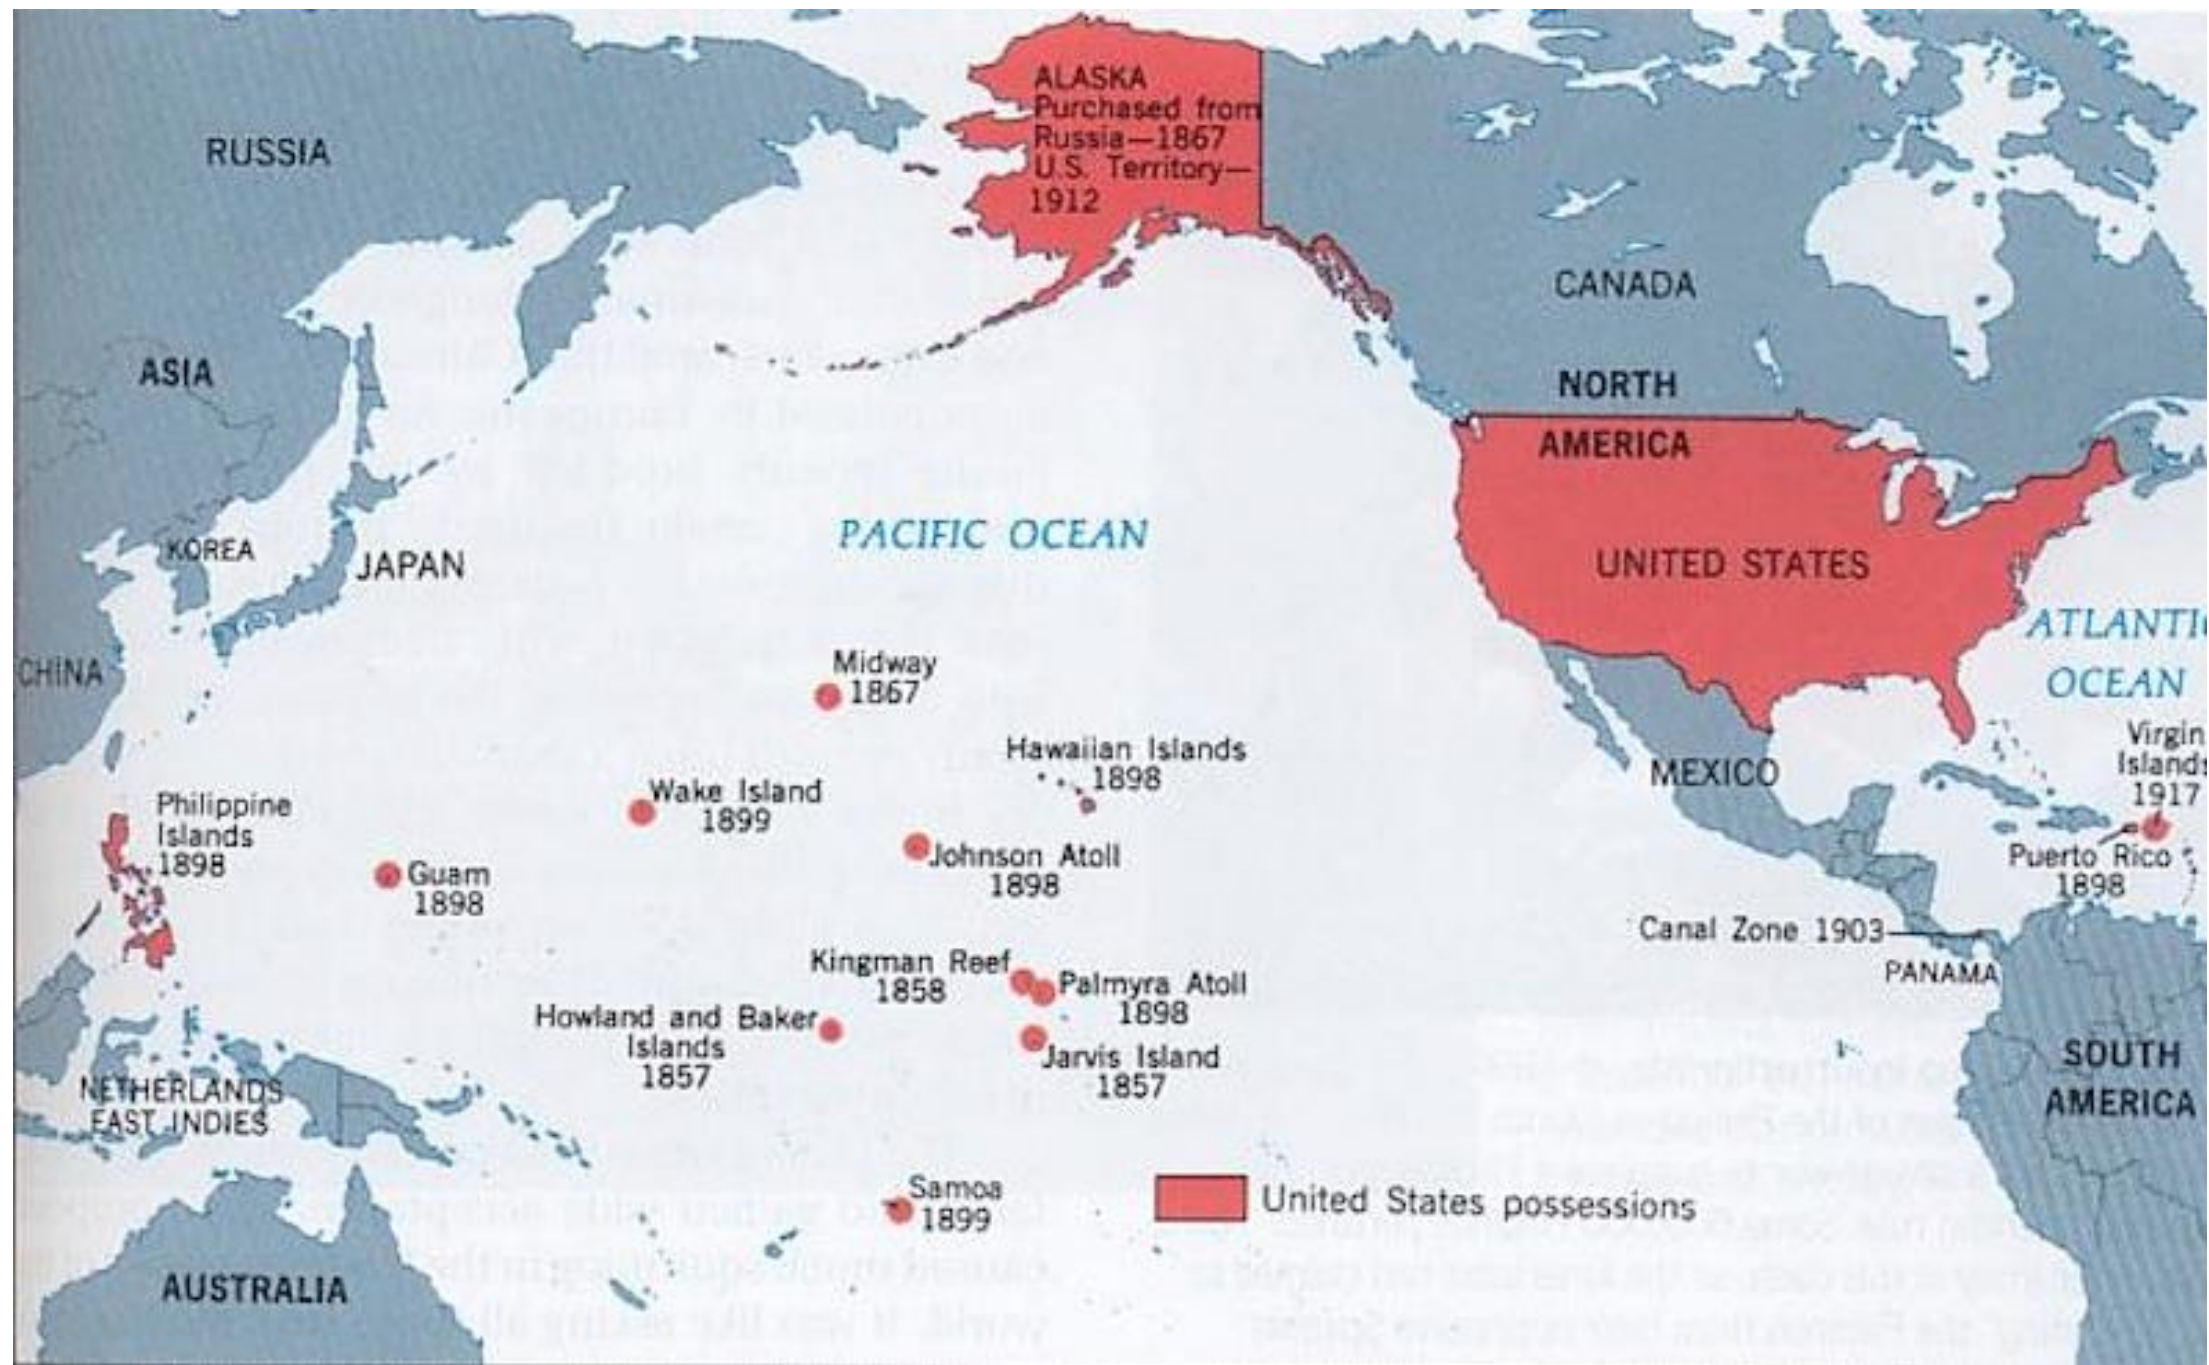 ALASKA
Purchased from
Russia—1867
U.S. Territory—
1912
RUSSIA
CANADA
ASIA
NORTH
AMERICA
UNITED STATES
KOREA
JAPAN
PACIFIC OCEAN
ATLANTIC
OCEAN
CHINA
Midway
1867
Hawaiian Islands
1898
Virgin
Islands
1917
MEXICO
Wake Island
1899
Philippine
Islands
1898
Guam
1898
Johnson Atoll
1898
Puerto Rico
1898
Canal Zone 1903
PANAMA
Kingman Reef
1858
Palmyra Atoll
1898
Howland and Baker
Islands
1857
Jarvis Island
1857
SOUTH
AMERICA
NETHERLANDS
EAST INDIES
Samoa
1899
United States possessions
AUSTRALIA